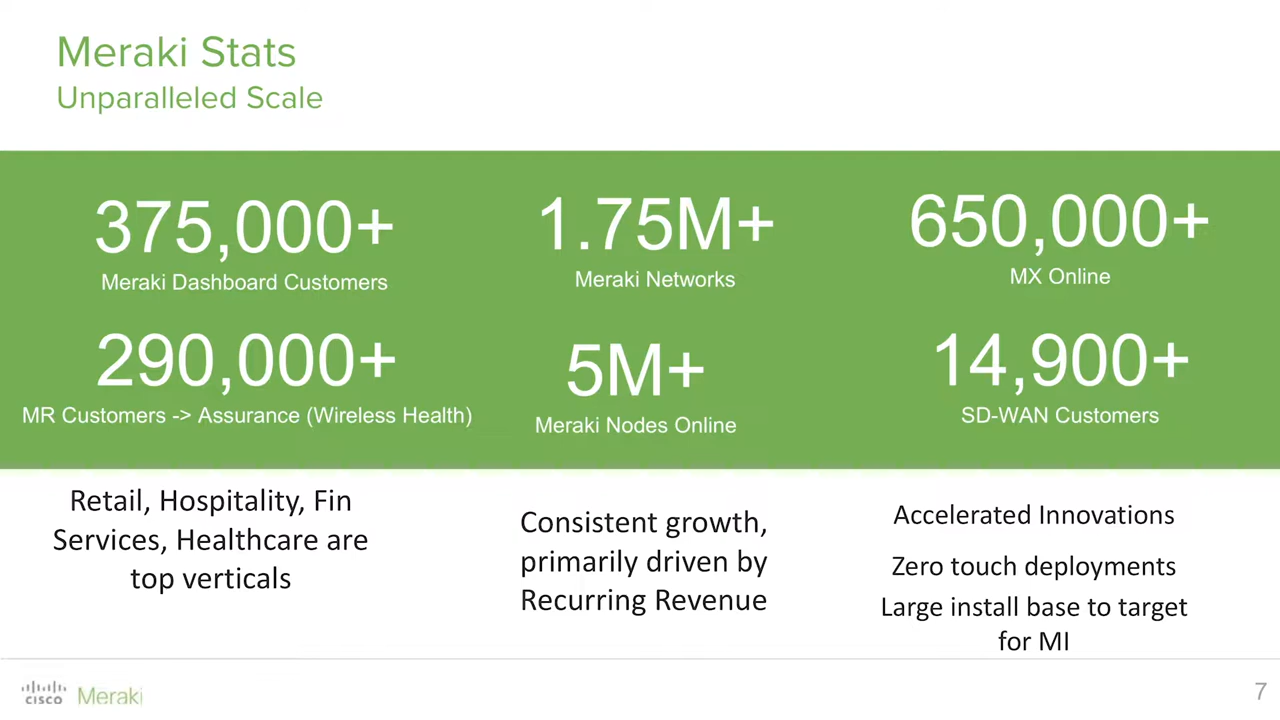 Meraki Stats
Unparalleled Scale
375,000+
Meraki Dashboard Customers
1.75M+
Meraki Networks
650,000+
MX Online
290,000+
MR Customers -> Assurance (Wireless Health)
5M+
Meraki Nodes Online
14,900+
SD-WAN Customers
Retail, Hospitality, Fin
Services, Healthcare are
top verticals
Consistent growth,
primarily driven by
Recurring Revenue
Accelerated Innovations
Zero touch deployments
Large install base to target
for MI
CISCO Meraki
7